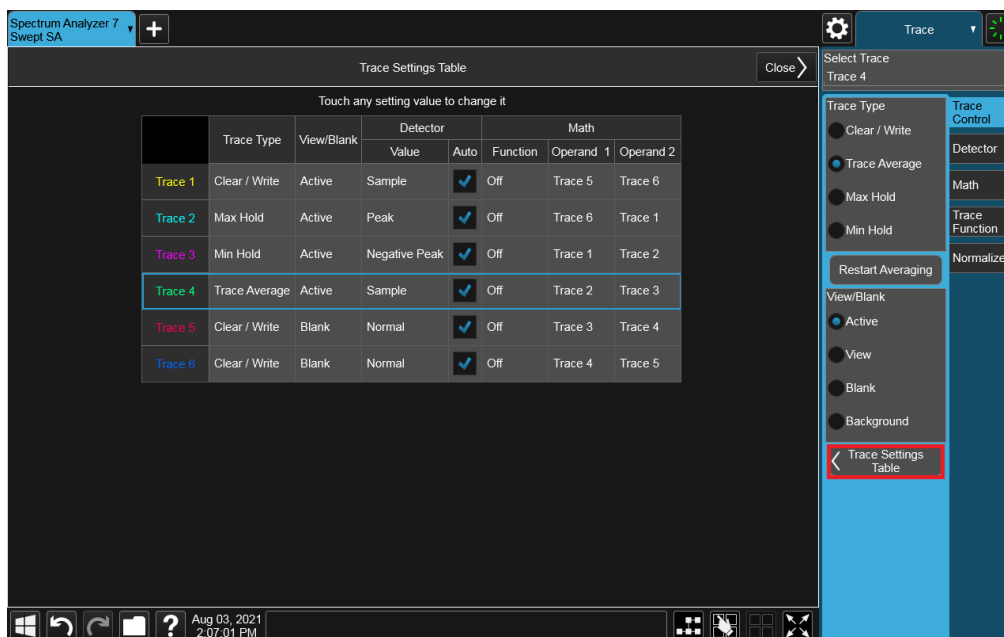 Spectrum Analyzer 7
Swept SA
Trace
Trace Settings Table
Close
Touch any setting value to change it
Trace Type View/Blank Detector Math
Value Auto Function Operand 1 Operand 2
Trace 1 Clear / Write Active Sample Off Trace 5 Trace 6
Trace 2 Max Hold Active Peak Off Trace 6 Trace 1
Trace 3 Min Hold Active Negative Peak Off Trace 1 Trace 2
Trace 4 Trace Average Active Sample Off Trace 2 Trace 3
Trace 5 Clear / Write Blank Normal Off Trace 3 Trace 4
Trace 6 Clear / Write Blank Normal Off Trace 4 Trace 5
Select Trace
Trace 4
Trace Type
Clear / Write
Trace Average
Max Hold
Min Hold
Restart Averaging
View/Blank
Active
View
Blank
Background
Trace Settings
Table
Trace
Control
Detector
Math
Trace
Function
Normalize
?
Aug 03, 2021
2:07:01 PM